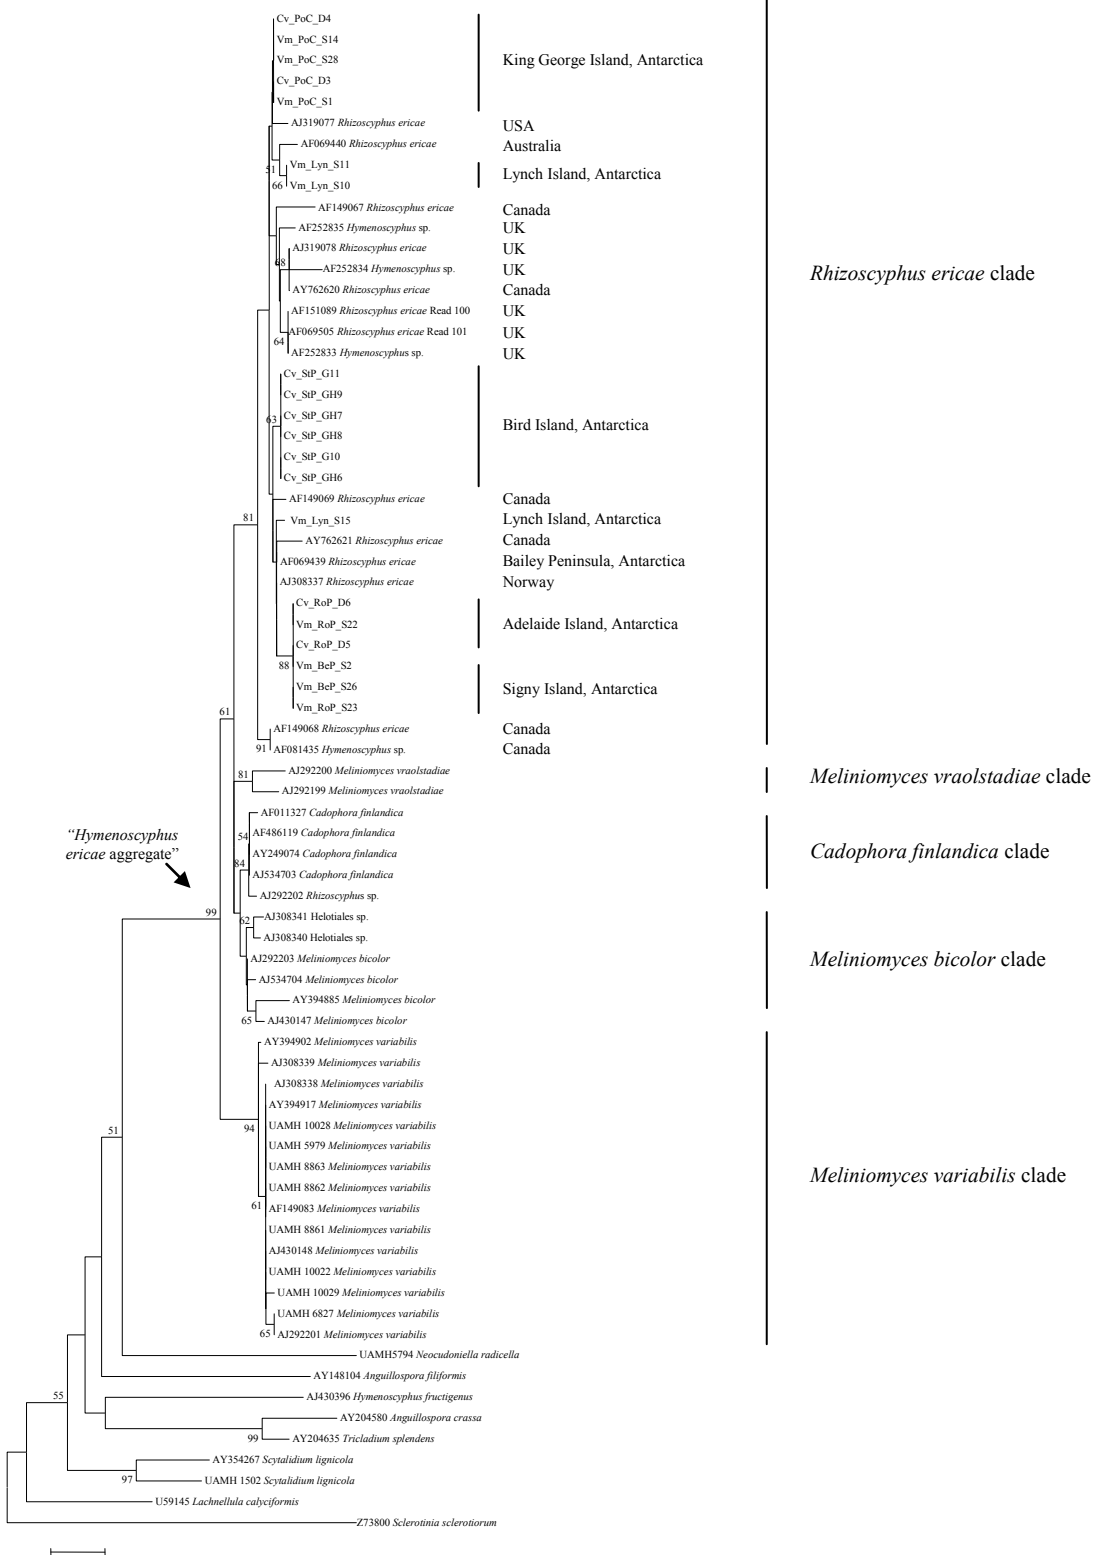 Cv_PoC_D4
Vm_PoC_S14
Vm_PoC_S28
King George Island, Antarctica
Cv_PoC_D3
Vm_PoC_S1
AJ319077 Rhizoscyphus ericae USA
AF069440 Rhizoscyphus ericae Australia
51
Vm_Lyn_S11
Lynch Island, Antarctica
66 Vm_Lyn_S10
AF149067 Rhizoscyphus ericae Canada
AF252835 Hymenoscyphus sp. UK
AJ319078 Rhizoscyphus ericae UK
68
AF252834 Hymenoscyphus sp. UK
Rhizoscyphus ericae clade
AY762620 Rhizoscyphus ericae Canada
AF151089 Rhizoscyphus ericae Read 100 UK
AF069505 Rhizoscyphus ericae Read 101 UK
64
AF252833 Hymenoscyphus sp. UK
Cv_StP_G11
Cv_StP_GH9
63 Cv_StP_GH7
Bird Island, Antarctica
Cv_StP_GH8
Cv_StP_G10
Cv_StP_GH6
AF149069 Rhizoscyphus ericae Canada
81 Vm_Lyn_S15 Lynch Island, Antarctica
AY762621 Rhizoscyphus ericae Canada
AF069439 Rhizoscyphus ericae Bailey Peninsula, Antarctica
AJ308337 Rhizoscyphus ericae Norway
Cv_RoP_D6
Vm_RoP_S22 Adelaide Island, Antarctica
Cv_RoP_D5
88 Vm_BeP_S2
Vm_BeP_S26 Signy Island, Antarctica
Vm_RoP_S23
61
AF149068 Rhizoscyphus ericae Canada
91 AF081435 Hymenoscyphus sp. Canada
81 AJ292200 Meliniomyces vraolstadiae
Meliniomyces vraolstadiae clade
AJ292199 Meliniomyces vraolstadiae
AF011327 Cadophora finlandica
54 AF486119 Cadophora finlandica
"Hymenoscyphus
ericae aggregate"
AY249074 Cadophora finlandica
Cadophora finlandica clade
84
AJ534703 Cadophora finlandica
AJ292202 Rhizoscyphus sp.
99
62 AJ308341 Helotiales sp.
AJ308340 Helotiales sp.
AJ292203 Meliniomyces bicolor
Meliniomyces bicolor clade
AJ534704 Meliniomyces bicolor
AY394885 Meliniomyces bicolor
65 AJ430147 Meliniomyces bicolor
AY394902 Meliniomyces variabilis
AJ308339 Meliniomyces variabilis
AJ308338 Meliniomyces variabilis
AY394917 Meliniomyces variabilis
94 UAMH 10028 Meliniomyces variabilis
51
UAMH 5979 Meliniomyces variabilis
UAMH 8863 Meliniomyces variabilis
Meliniomyces variabilis clade
UAMH 8862 Meliniomyces variabilis
61 AF149083 Meliniomyces variabilis
UAMH 8861 Meliniomyces variabilis
AJ430148 Meliniomyces variabilis
UAMH 10022 Meliniomyces variabilis
UAMH 10029 Meliniomyces variabilis
UAMH 6827 Meliniomyces variabilis
65 AJ292201 Meliniomyces variabilis
UAMH5794 Neocudoniella radicella
AY148104 Anguillospora filiformis
55 AJ430396 Hymenoscyphus fructigenus
AY204580 Anguillospora crassa
99 AY204635 Tricladium splendens
AY354267 Scytalidium lignicola
97 UAMH 1502 Scytalidium lignicola
U59145 Lachnellula calyciformis
Z73800 Sclerotinia sclerotiorum